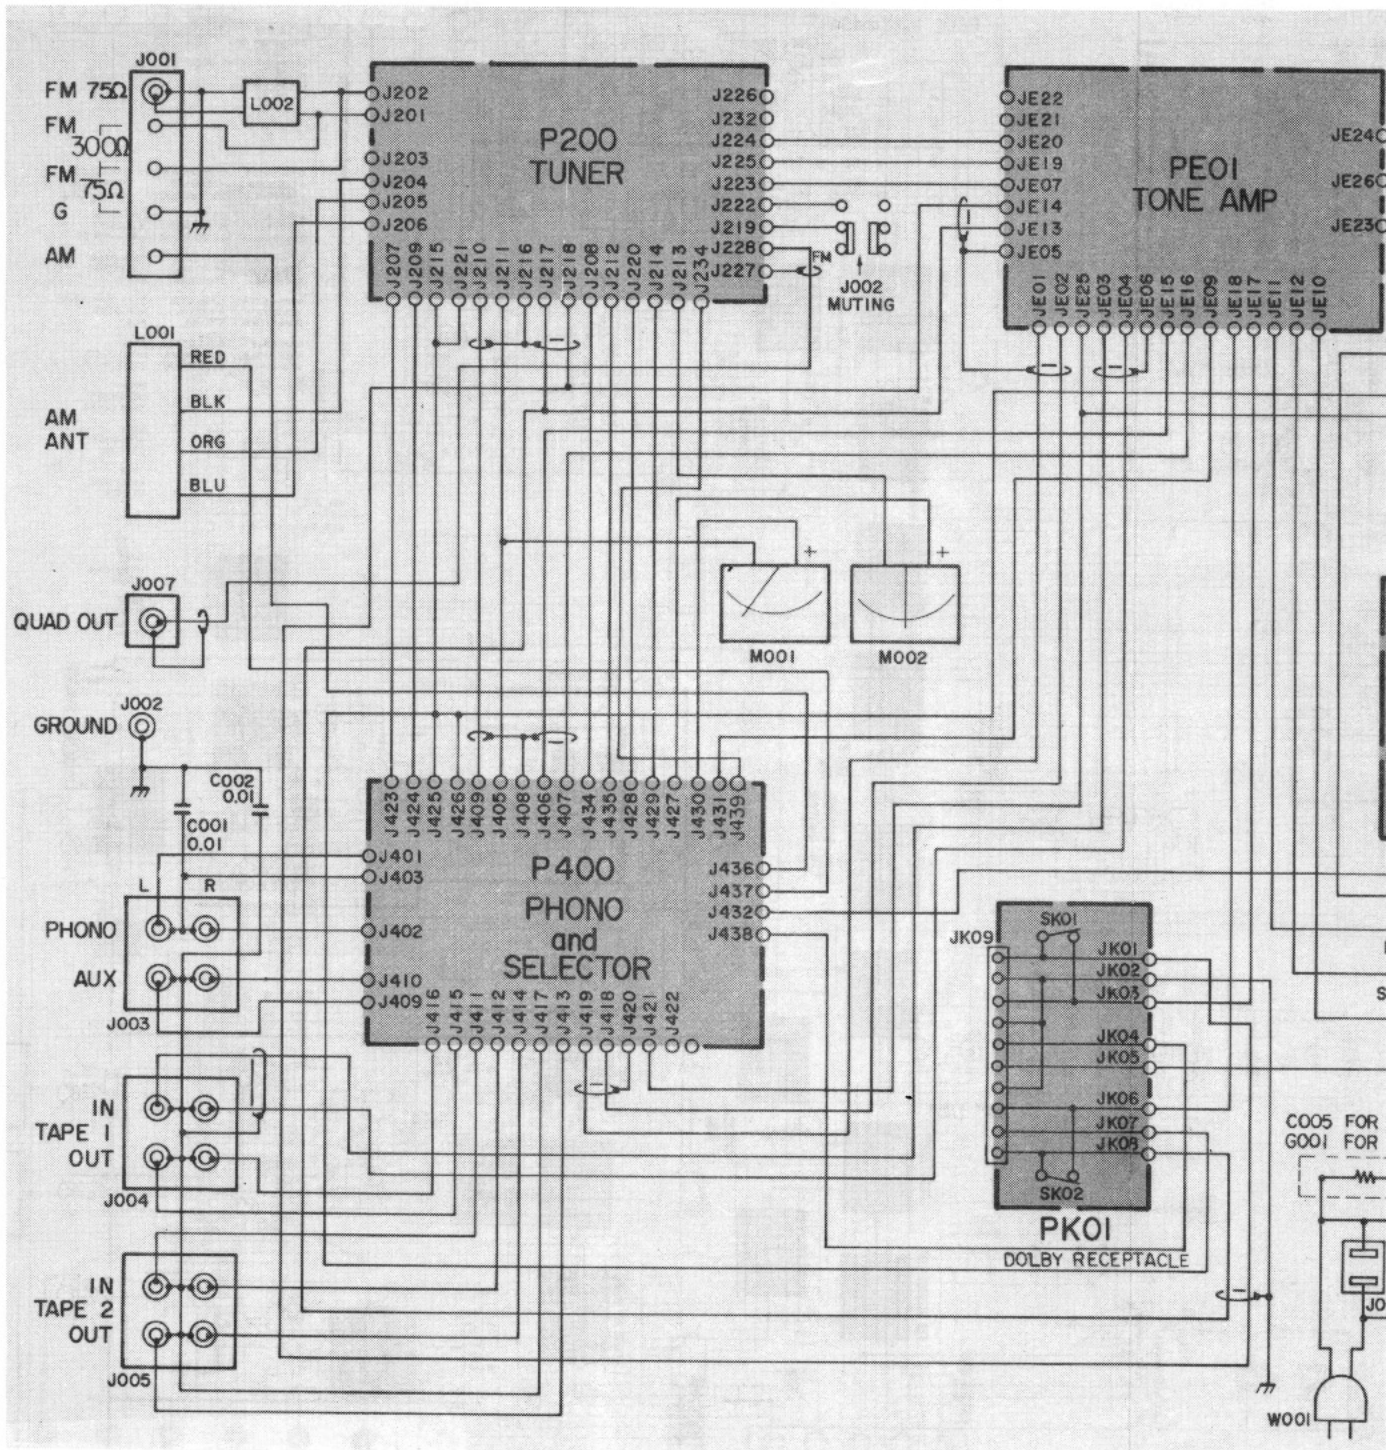 J001
FM 75Ω
FM
300Ω
FM
75Ω
G
AM
L002
J202
J201
J203
J204
J205
J206
P200
TUNER
J226
J232
J224
J225
J223
J222
J219
J228
J227
J207
J209
J215
J221
J210
J211
J216
J217
J218
J208
J212
J220
J214
J213
J234
FM
J002
MUTING
JE22
JE21
JE20
JE19
JE07
JE14
JE13
JE05
PE01
TONE AMP
JE24
JE26
JE23
JE01
JE02
JE25
JE03
JE04
JE06
JE15
JE16
JE09
JE18
JE17
JE11
JE12
JE10
L001
RED
BLK
ORG
BLU
AM
ANT
J007
QUAD OUT
+
+
M001
M002
J002
GROUND
C002
0.01
C001
0.01
J423
J424
J425
J426
J409
J405
J408
J406
J407
J434
J435
J428
J429
J427
J430
J431
J439
J401
J403
J402
J410
J409
P400
PHONO
and
SELECTOR
J436
J437
J432
J438
J416
J415
J411
J412
J414
J417
J413
J419
J418
J420
J421
J422
L
R
PHONO
AUX
J003
IN
TAPE 1
OUT
J004
IN
TAPE 2
OUT
J005
JK09
SK01
JK01
JK02
JK03
JK04
JK05
JK06
JK07
JK08
SK02
PK01
DOLBY RECEPTACLE
S
C005 FOR
G001 FOR
J0
W001